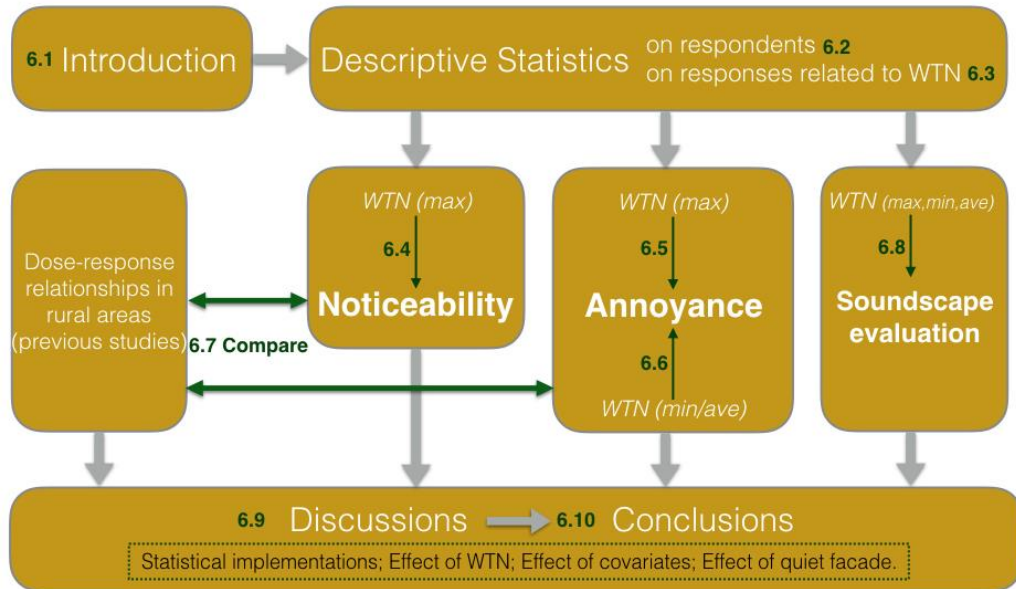 6.1 Introduction
Descriptive Statistics
on respondents 6.2
on responses related to WTN 6.3
Dose-response
relationships in
rural areas
(previous studies)
6.7 Compare
WTN (max)
6.4
Noticeability
WTN (max)
6.5
Annoyance
6.6
WTN (min/ave)
WTN (max,min,ave)
6.8
Soundscape
evaluation
6.9 Discussions 6.10 Conclusions
Statistical implementations; Effect of WTN; Effect of covariates; Effect of quiet facade.